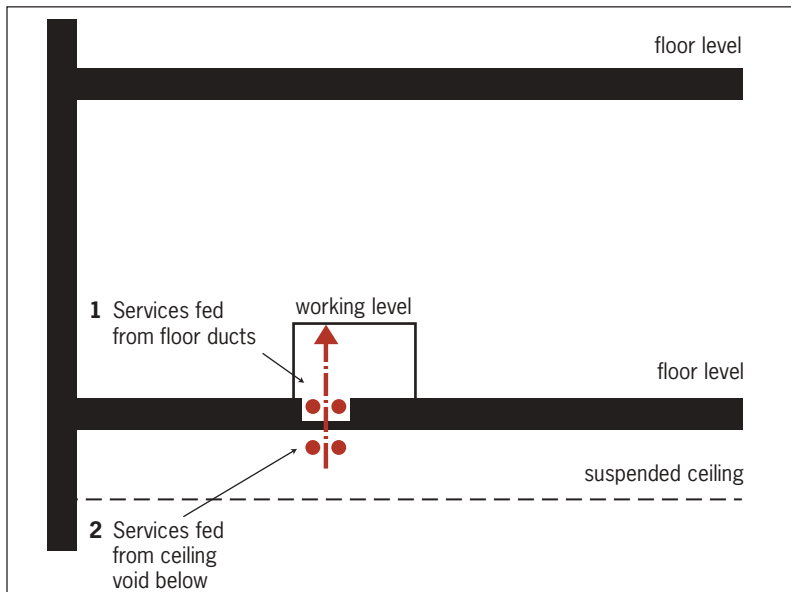 floor level
1 Services fed
from floor ducts
working level
floor level
suspended ceiling
2 Services fed
from ceiling
void below